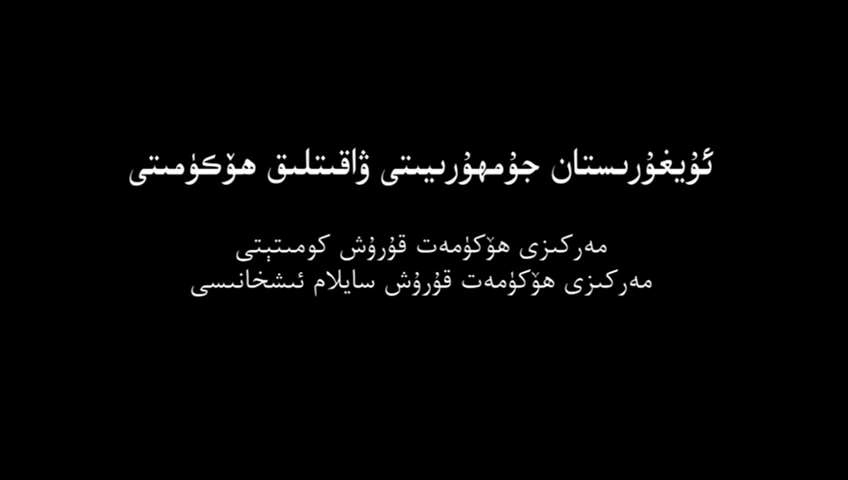 ئۇيغۇرىستان جۇمھۇرىيىتى ۋاقىتلىق ھۆكۈمىتى
مەركىزى ھۆكۈمەت قۇرۇش كومىتېتى
مەركىزى ھۆكۈمەت قۇرۇش سايلام ئىشخانىسى